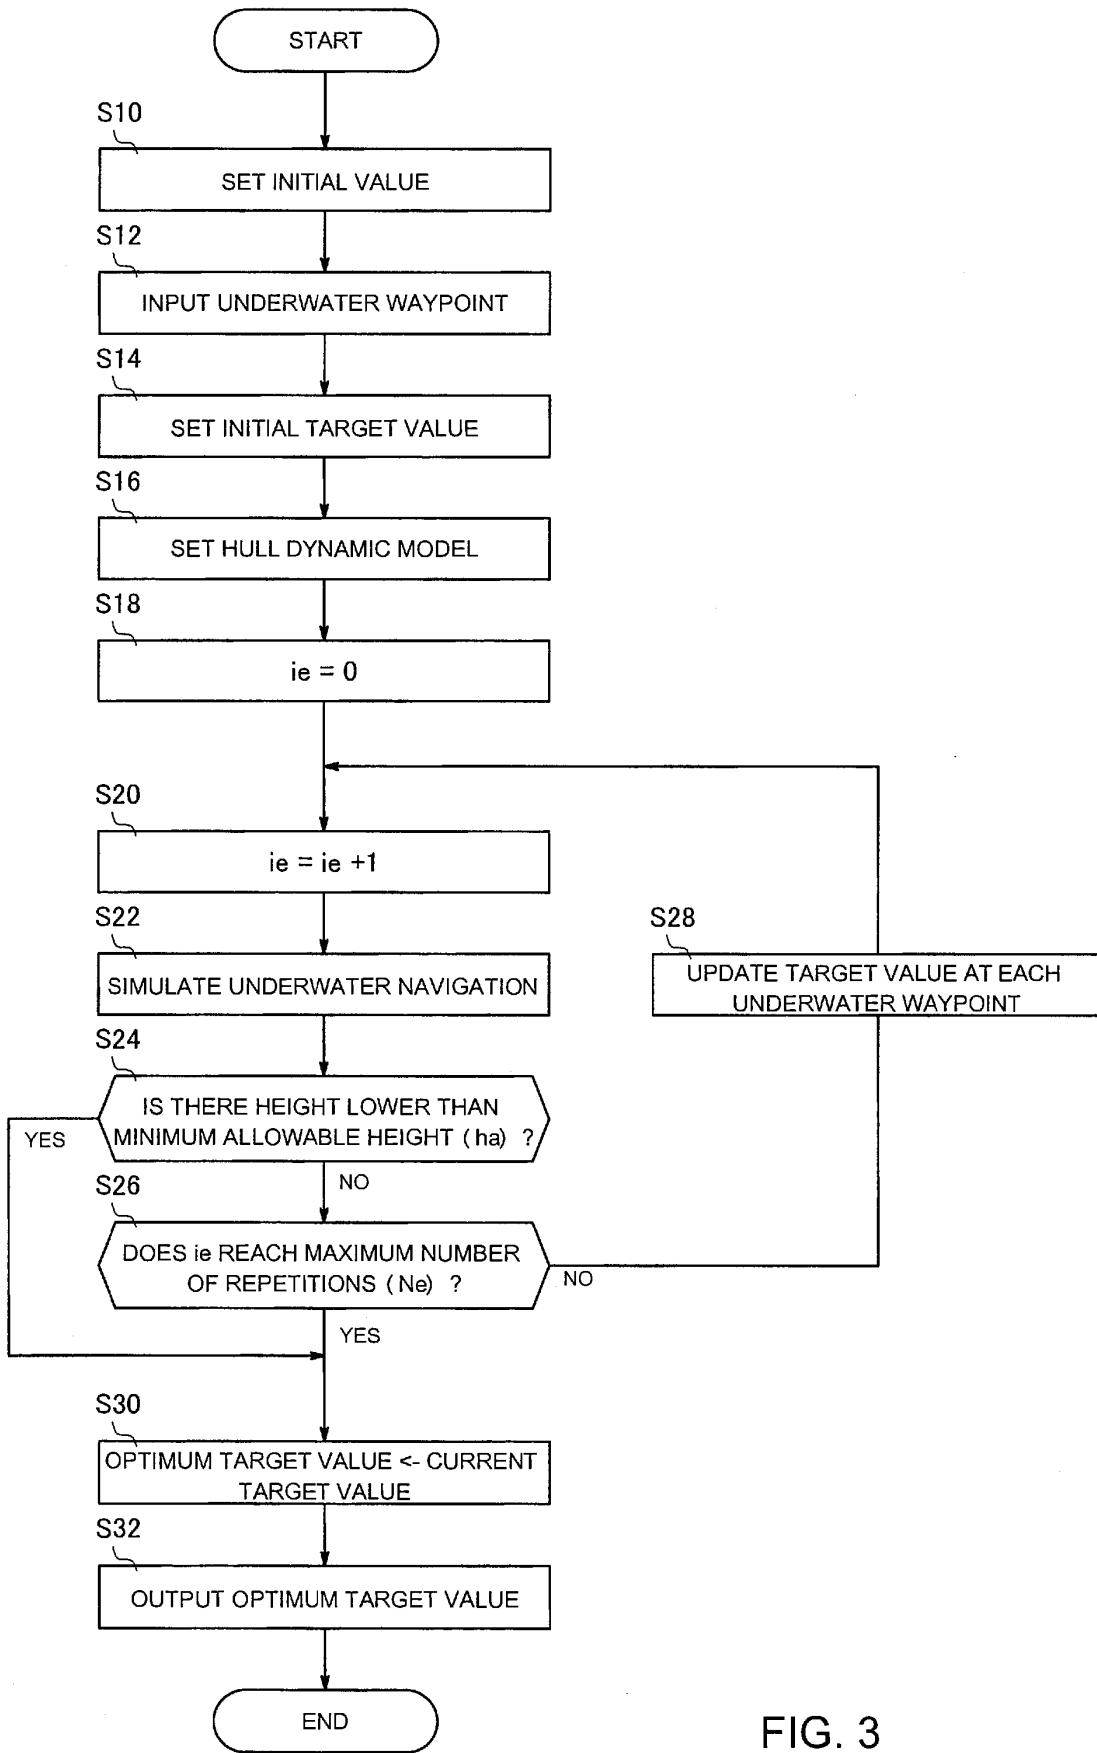 START
S10
SET INITIAL VALUE
S12
INPUT UNDERWATER WAYPOINT
S14
SET INITIAL TARGET VALUE
S16
SET HULL DYNAMIC MODEL
S18
ie = 0
S20
ie = ie +1
S22
SIMULATE UNDERWATER NAVIGATION
S28
UPDATE TARGET VALUE AT EACH
UNDERWATER WAYPOINT
S24
IS THERE HEIGHT LOWER THAN
MINIMUM ALLOWABLE HEIGHT ( ha) ?
YES
NO
S26
DOES ie REACH MAXIMUM NUMBER
OF REPETITIONS ( Ne) ?
NO
YES
S30
OPTIMUM TARGET VALUE <- CURRENT
TARGET VALUE
S32
OUTPUT OPTIMUM TARGET VALUE
END
FIG. 3